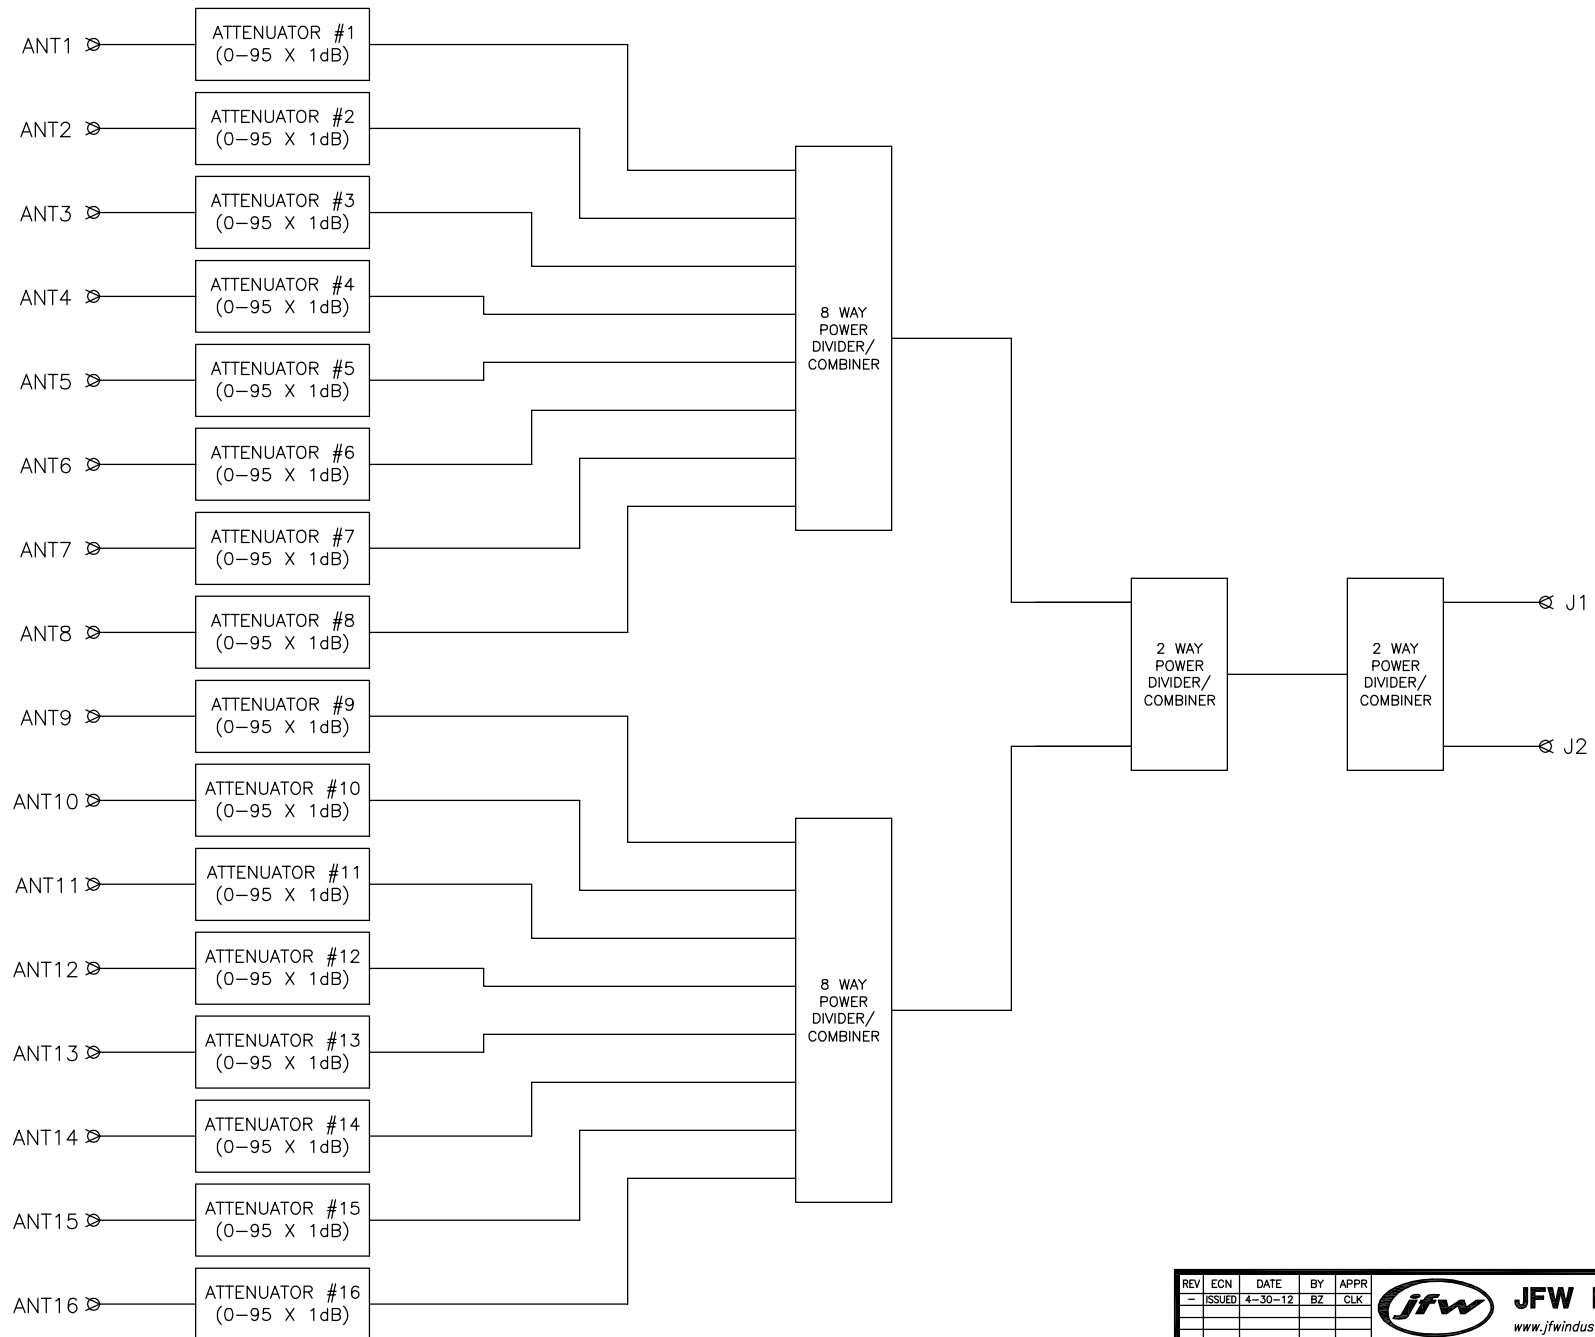 ANT1
ATTENUATOR #1
(0-95 X 1dB)
ANT2
ATTENUATOR #2
(0-95 X 1dB)
ANT3
ATTENUATOR #3
(0-95 X 1dB)
ANT4
ATTENUATOR #4
(0-95 X 1dB)
ANT5
ATTENUATOR #5
(0-95 X 1dB)
ANT6
ATTENUATOR #6
(0-95 X 1dB)
ANT7
ATTENUATOR #7
(0-95 X 1dB)
ANT8
ATTENUATOR #8
(0-95 X 1dB)
ANT9
ATTENUATOR #9
(0-95 X 1dB)
ANT10
ATTENUATOR #10
(0-95 X 1dB)
ANT11
ATTENUATOR #11
(0-95 X 1dB)
ANT12
ATTENUATOR #12
(0-95 X 1dB)
ANT13
ATTENUATOR #13
(0-95 X 1dB)
ANT14
ATTENUATOR #14
(0-95 X 1dB)
ANT15
ATTENUATOR #15
(0-95 X 1dB)
ANT16
ATTENUATOR #16
(0-95 X 1dB)
8 WAY
POWER
DIVIDER/
COMBINER
8 WAY
POWER
DIVIDER/
COMBINER
2 WAY
POWER
DIVIDER/
COMBINER
2 WAY
POWER
DIVIDER/
COMBINER
J1
J2
REV ECN DATE BY APPR
- ISSUED 4-30-12 BZ CLK
jfw
JFW
www.jfwindus